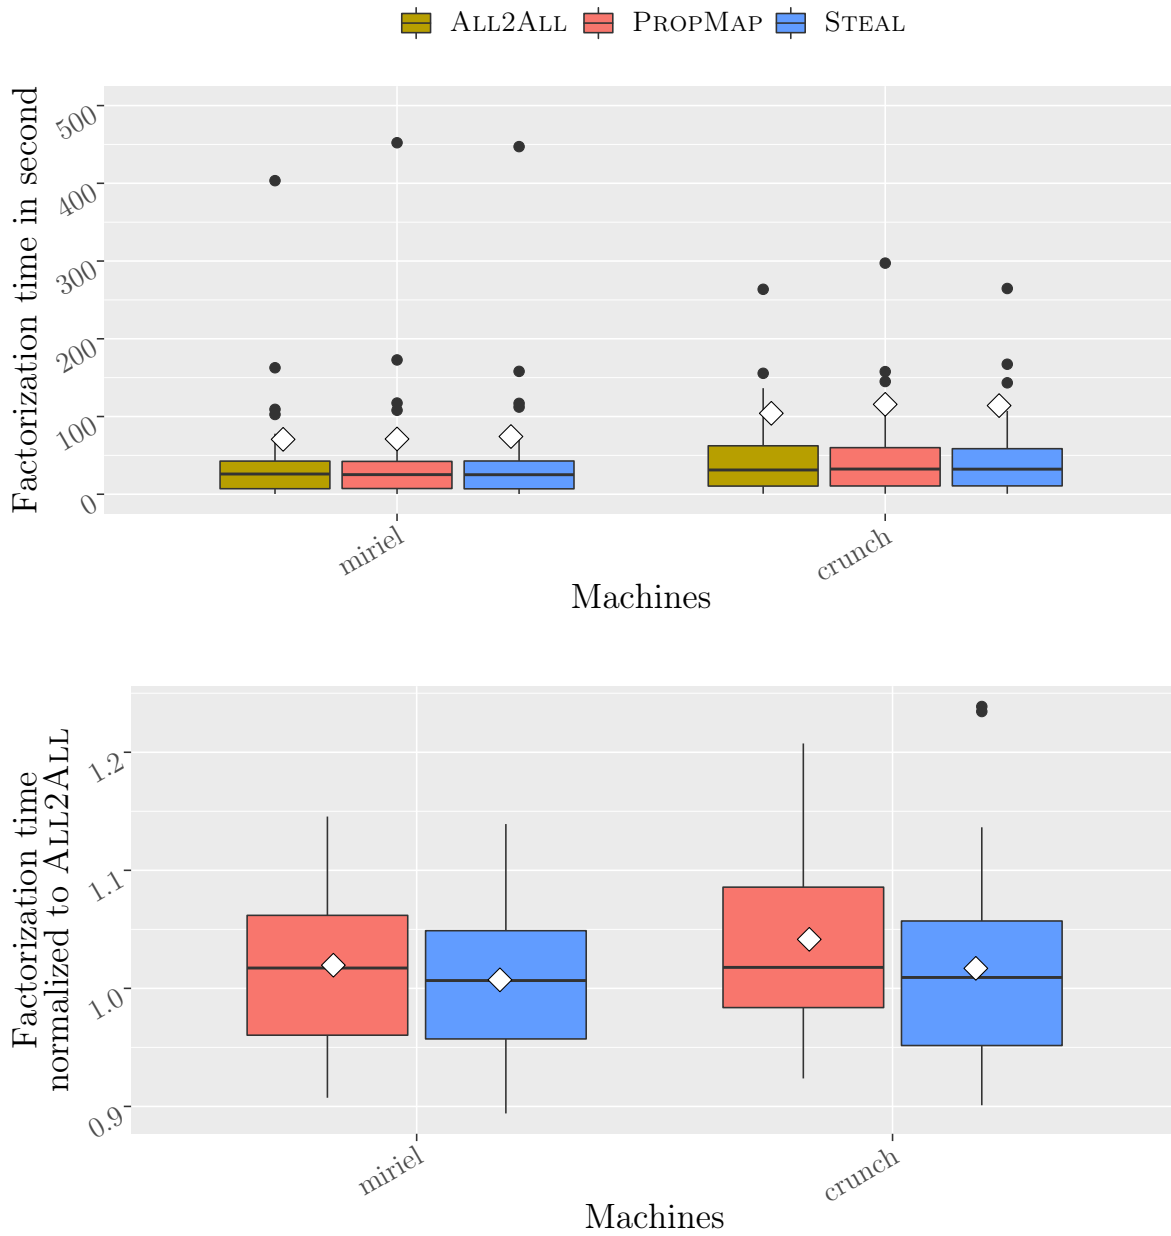 All2All PropMap Steal
Factorization time in second
500
400
300
200
100
0
miriel
crunch
Machines
Factorization time
normalized to All2All
1.2
1.1
1.0
0.9
miriel
crunch
Machines